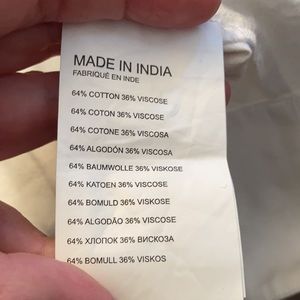 MADE IN INDIA
FABRIQUÉ EN INDE
64% COTTON 36% VISCOSE
64% COTON 36% VISCOSE
64% COTONE 36% VISCOSA
64% ALGODÓN 36% VISCOSA
64% BAUMWOLLE 36% VISKOSE
64% KATOEN 36% VISCOSE
64% BOMULD 36% VISKOSE
64% ALGODÃO 36% VISCOSE
64% ХЛОПОК 36% ВИСКОЗА
64% BOMULL 36% VISKOS